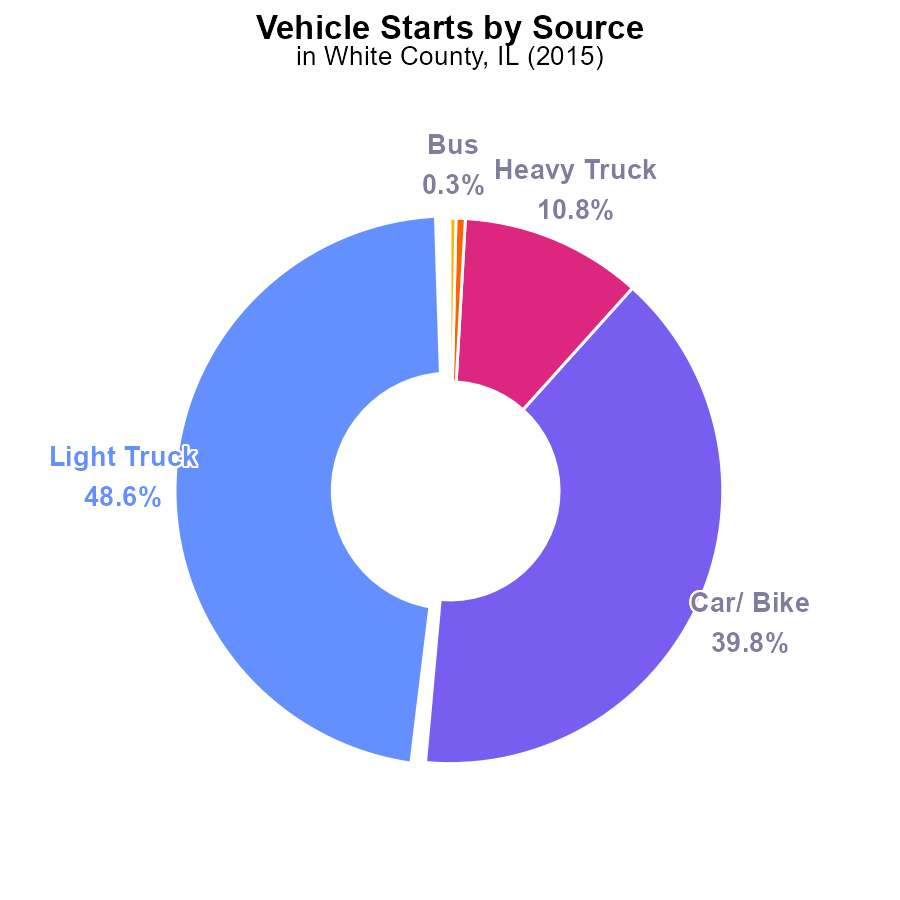 Vehicle Starts by Source
in White County, IL (2015)
Bus
0.3%
Heavy Truck
10.8%
Light Truck
48.6%
Car/ Bike
39.8%